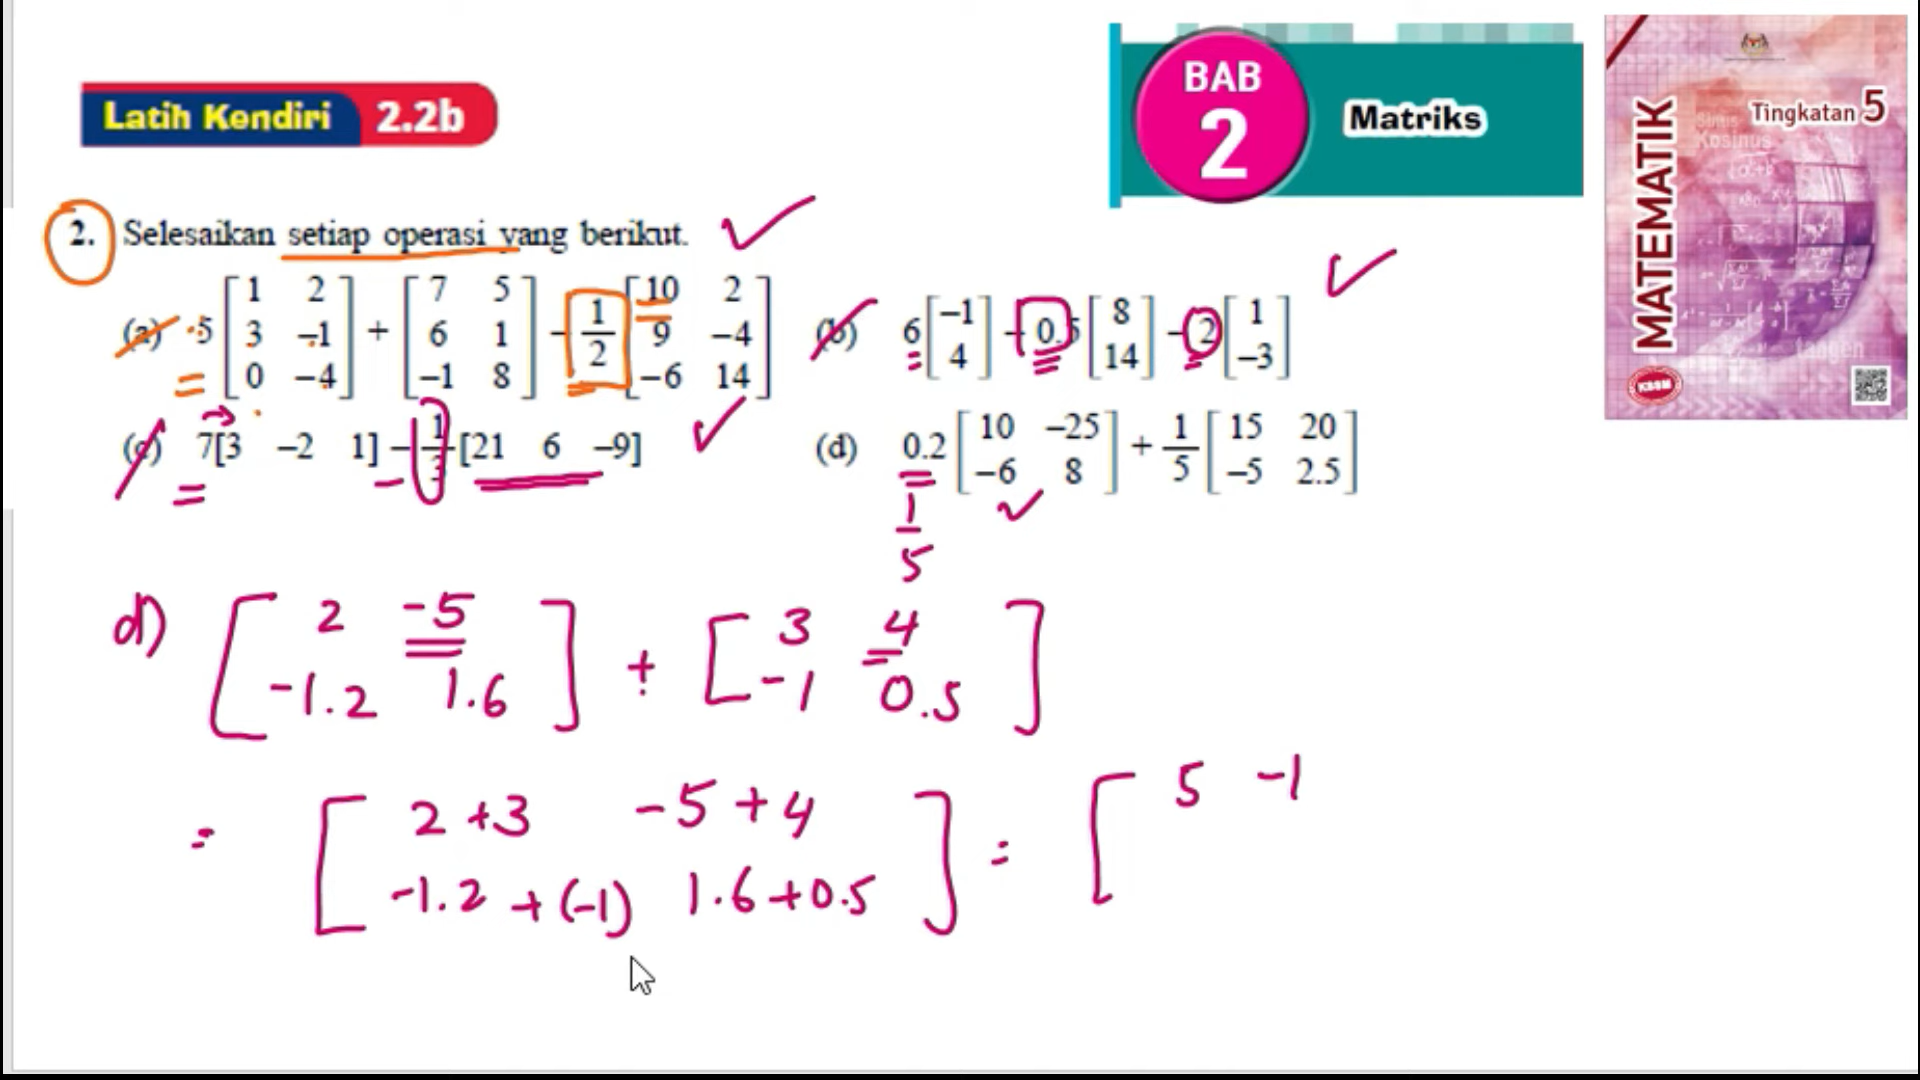 Latih Kendiri 2.2b
BAB 2 Matriks
MATEMATIK Tingkatan 5
KSSM
2. Selesaikan setiap operasi yang berikut.
(a) 5 [1 2; 3 −1; 0 −4] + [7 5; 6 1; −1 8] − 1/2 [10 2; 9 −4; −6 14]
(b) 6 [−1; 4] + 0.5 [8; 14] − 2 [1; −3]
(c) 7[3 −2 1] − 1/3 [21 6 −9]
(d) 0.2 [10 −25; −6 8] + 1/5 [15 20; −5 2.5]
1/5
d) [2 -5; -1.2 1.6] + [3 4; -1 0.5]
= [2+3 -5+4; -1.2+(-1) 1.6+0.5] = [5 -1